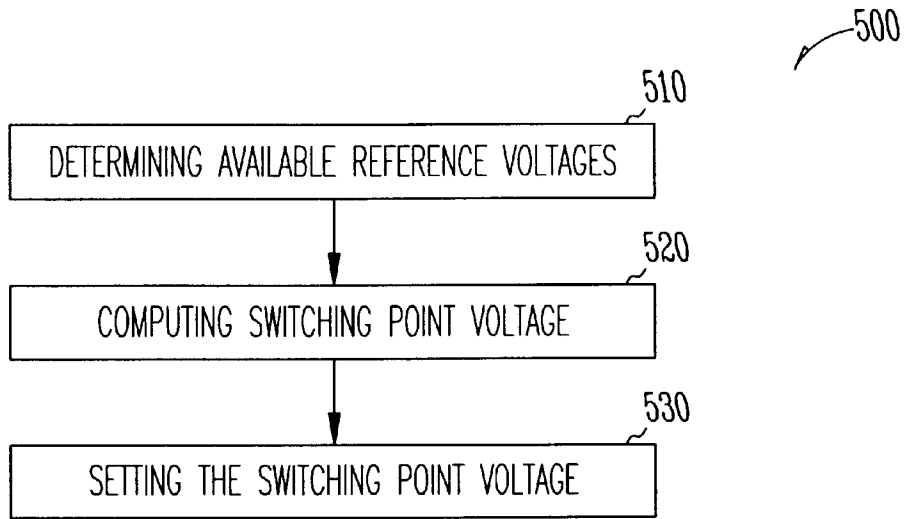 500
510
DETERMINING AVAILABLE REFERENCE VOLTAGES
520
COMPUTING SWITCHING POINT VOLTAGE
530
SETTING THE SWITCHING POINT VOLTAGE